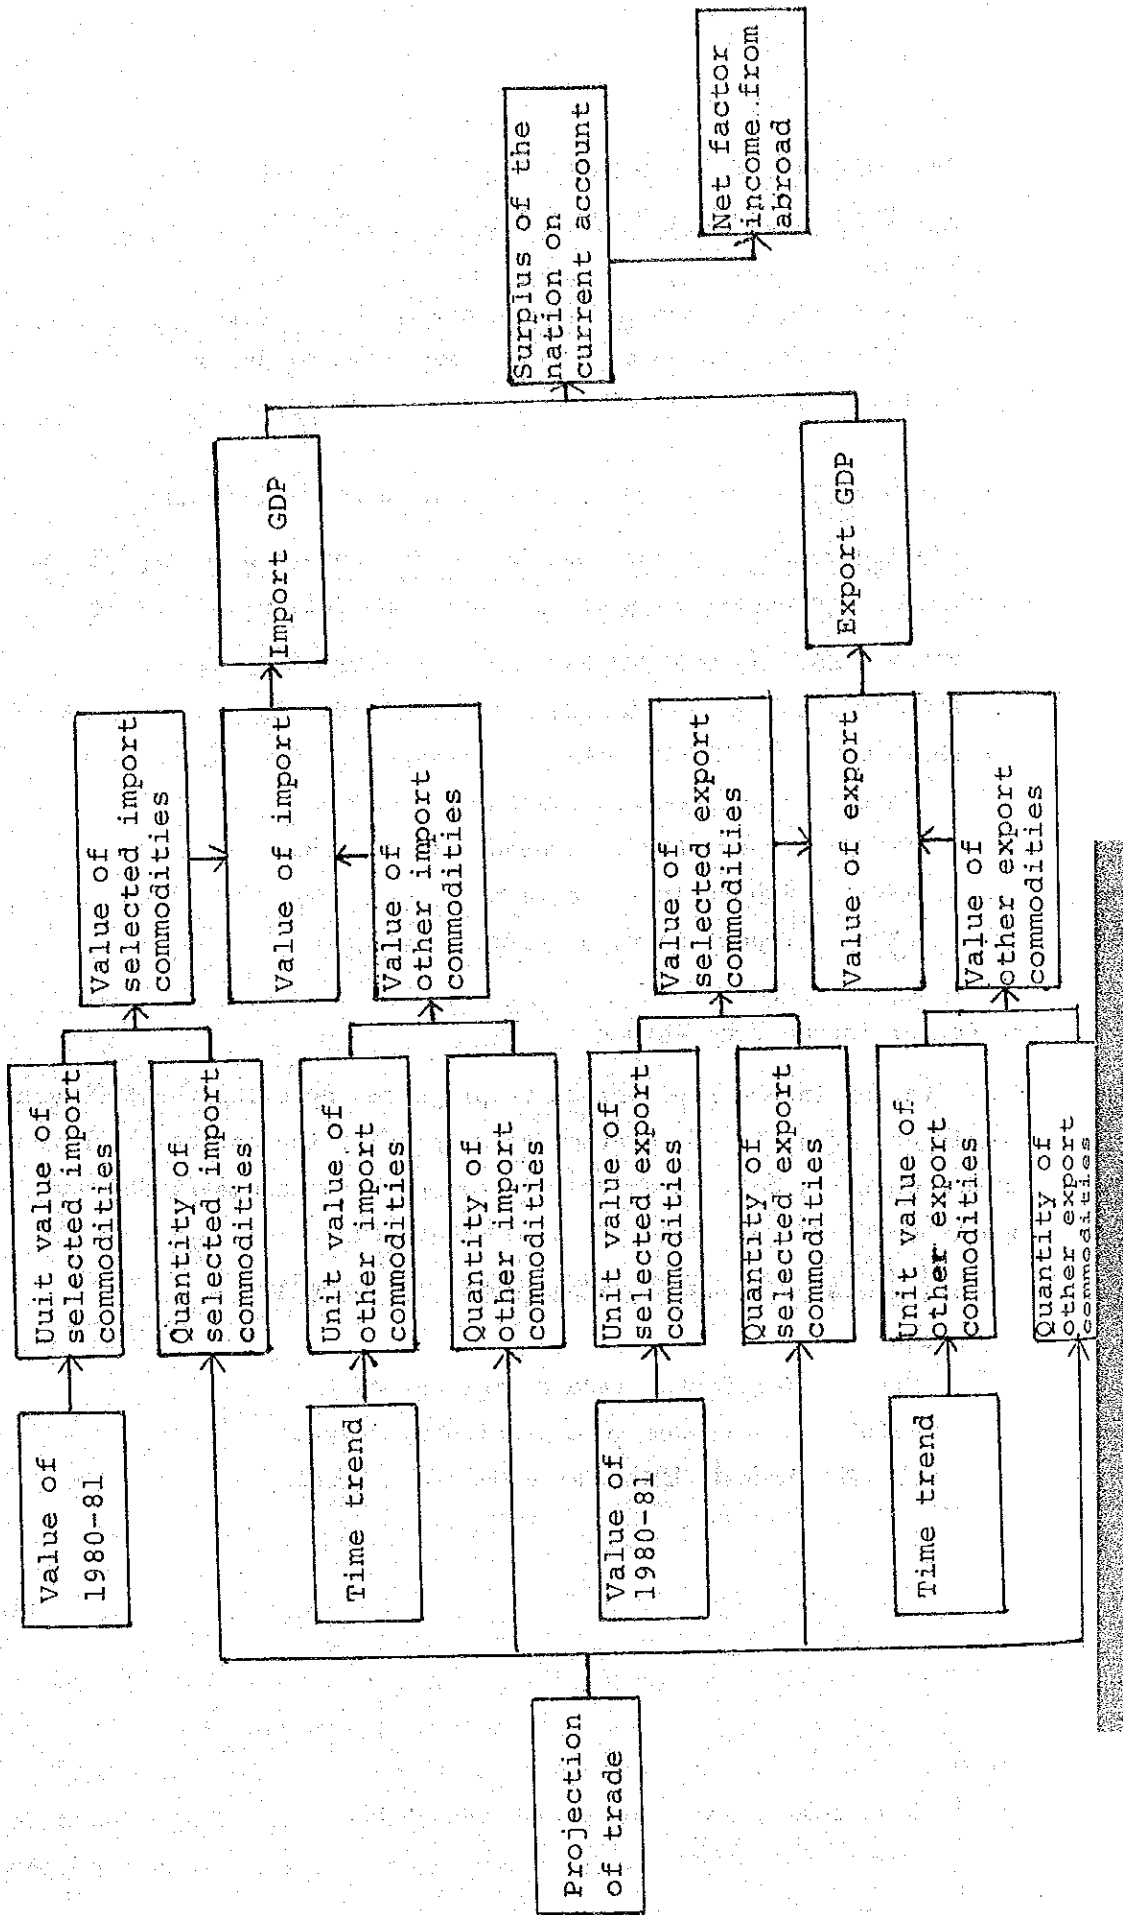 Projection
of trade
Value of
1980-81
Time trend
Value of
1980-81
Time trend
Uuit value of
selected import
commodities
Quantity of
selected import
commodities
Unit value of
other import
commodities
Quantity of
other import
commodities
Unit value of
selected export
commodities
Quantity of
selected export
commodities
Unit value of
other export
commodities
Quantity of
other export
commodities
Value of
selected import
commodities
Value of import
Value of
other import
commodities
Value of
selected export
commodities
Value of export
Value of
other export
commodities
Import GDP
Export GDP
Surplus of the
nation on
current account
Net factor
income from
abroad